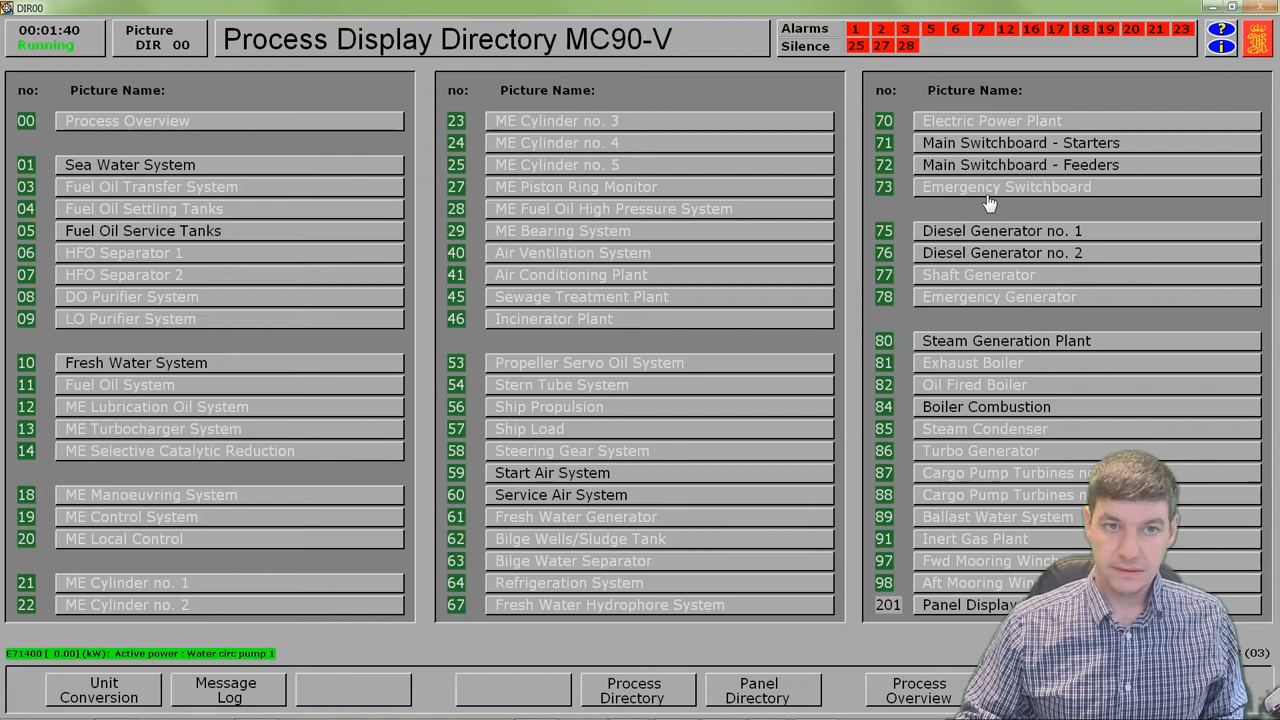 DIR00
00:01:40
Running
Picture
DIR 00
Process Display Directory MC90-V
Alarms 1 2 3 5 6 7 12 16 17 18 19 20 21 23
Silence 25 27 28
?
i
no: Picture Name:
00 Process Overview
01 Sea Water System
03 Fuel Oil Transfer System
04 Fuel Oil Settling Tanks
05 Fuel Oil Service Tanks
06 HFO Separator 1
07 HFO Separator 2
08 DO Purifier System
09 LO Purifier System
10 Fresh Water System
11 Fuel Oil System
12 ME Lubrication Oil System
13 ME Turbocharger System
14 ME Selective Catalytic Reduction
18 ME Manoeuvring System
19 ME Control System
20 ME Local Control
21 ME Cylinder no. 1
22 ME Cylinder no. 2
no: Picture Name:
23 ME Cylinder no. 3
24 ME Cylinder no. 4
25 ME Cylinder no. 5
27 ME Piston Ring Monitor
28 ME Fuel Oil High Pressure System
29 ME Bearing System
40 Air Ventilation System
41 Air Conditioning Plant
45 Sewage Treatment Plant
46 Incinerator Plant
53 Propeller Servo Oil System
54 Stern Tube System
56 Ship Propulsion
57 Ship Load
58 Steering Gear System
59 Start Air System
60 Service Air System
61 Fresh Water Generator
62 Bilge Wells/Sludge Tank
63 Bilge Water Separator
64 Refrigeration System
67 Fresh Water Hydrophore System
no: Picture Name:
70 Electric Power Plant
71 Main Switchboard - Starters
72 Main Switchboard - Feeders
73 Emergency Switchboard
75 Diesel Generator no. 1
76 Diesel Generator no. 2
77 Shaft Generator
78 Emergency Generator
80 Steam Generation Plant
81 Exhaust Boiler
82 Oil Fired Boiler
84 Boiler Combustion
85 Steam Condenser
86 Turbo Generator
87 Cargo Pump Turbines
88 Cargo Pump Turbines
89 Ballast Water System
91 Inert Gas Plant
97 Fwd Mooring
98 Aft Mooring
201 Panel Display
E71400 [ 0.00] (kW): Active power : Water circ pump 1
(03)
Unit
Conversion
Message
Log
Process
Directory
Panel
Directory
Process
Overview